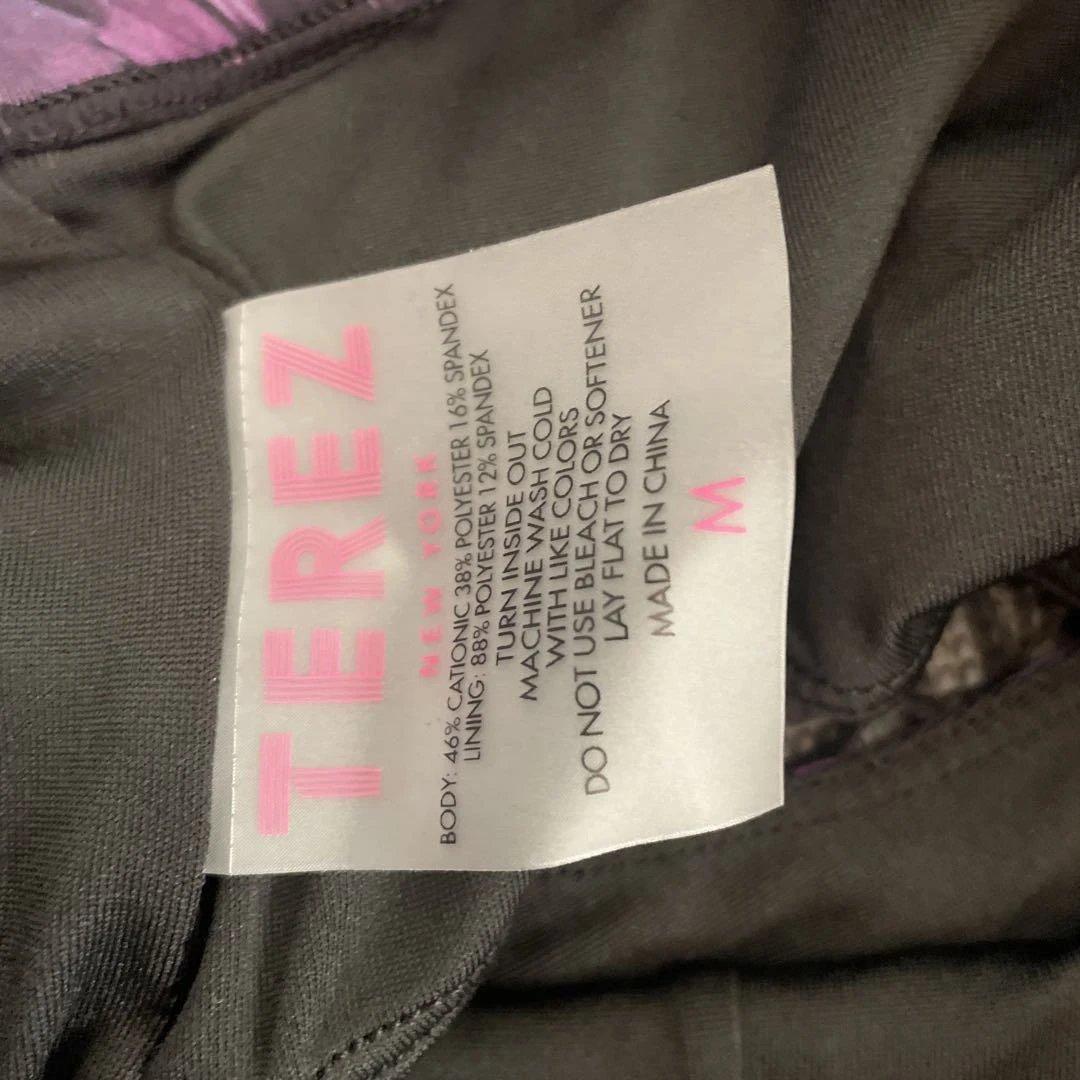 TEREZ
NEW YORK
BODY: 46% CATIONIC 38% POLYESTER 16% SPANDEX
LINING: 88% POLYESTER 12% SPANDEX
TURN INSIDE OUT
MACHINE WASH COLD
WITH LIKE COLORS
DO NOT USE BLEACH OR SOFTENER
LAY FLAT TO DRY
MADE IN CHINA
M